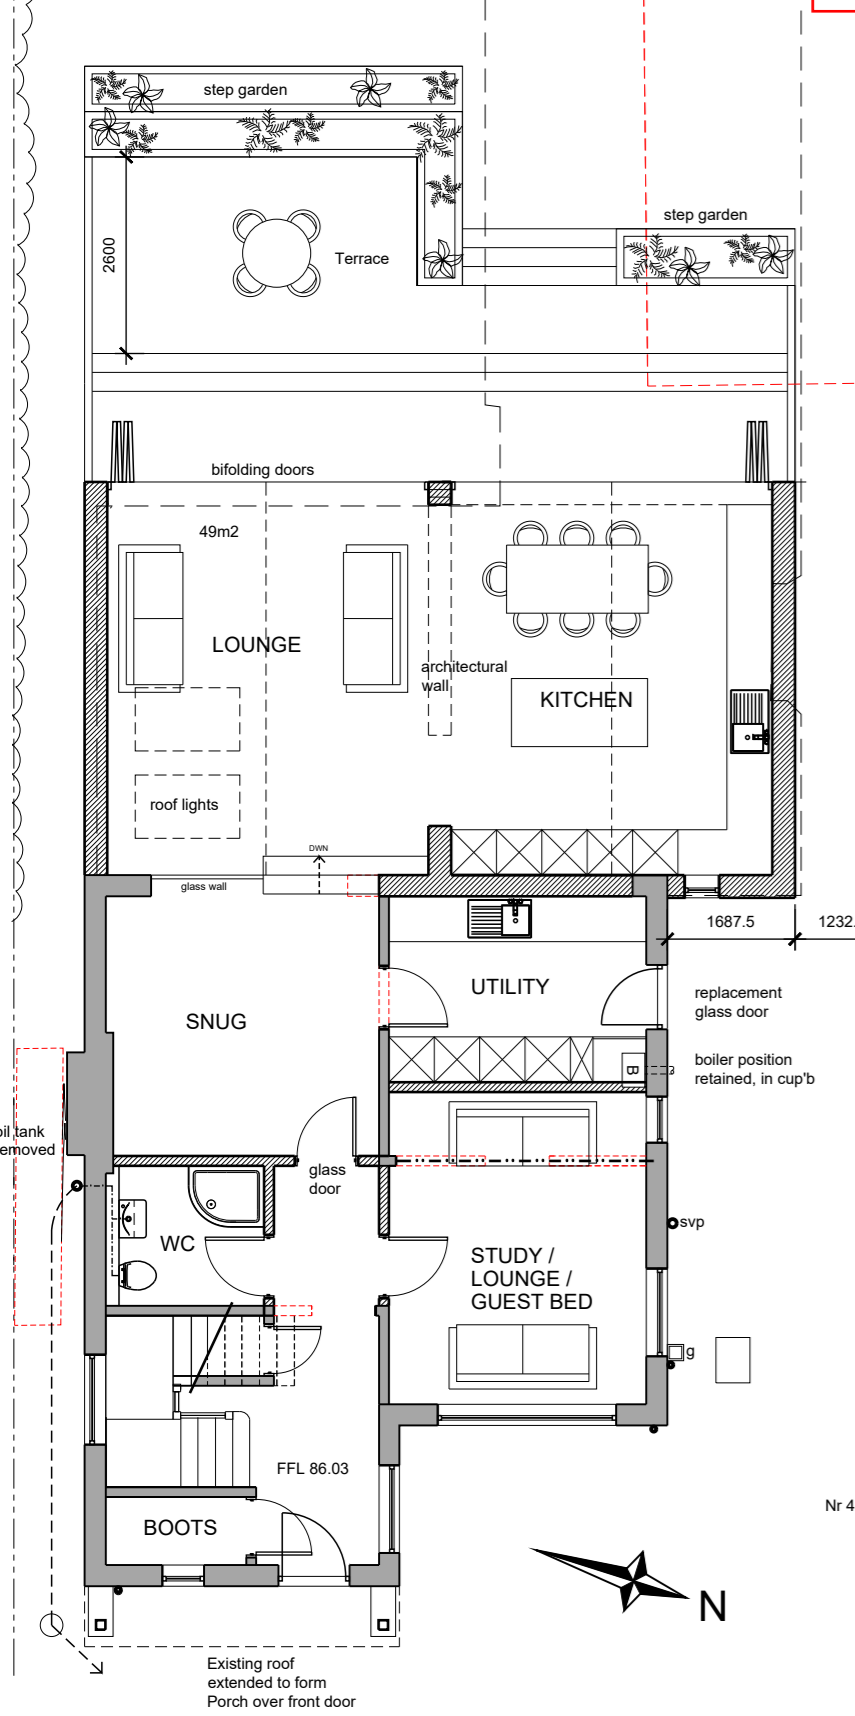 step garden
step garden
2600
Terrace
bifolding doors
49m2
LOUNGE
architectural
wall
KITCHEN
roof lights
DWN
glass wall
1687.5
1232.
UTILITY
replacement
glass door
SNUG
boiler position
retained, in cup'b
B
oil tank
removed
glass
door
svp
WC
STUDY /
LOUNGE /
GUEST BED
g
FFL 86.03
BOOTS
Nr 4
N
Existing roof
extended to form
Porch over front door